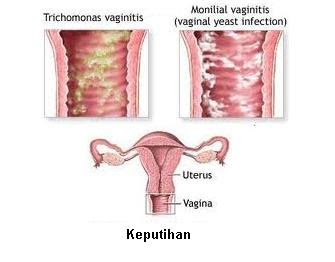 Trichomonas vaginitis
Monilial vaginitis
(vaginal yeast infection)
Uterus
Vagina
Keputihan